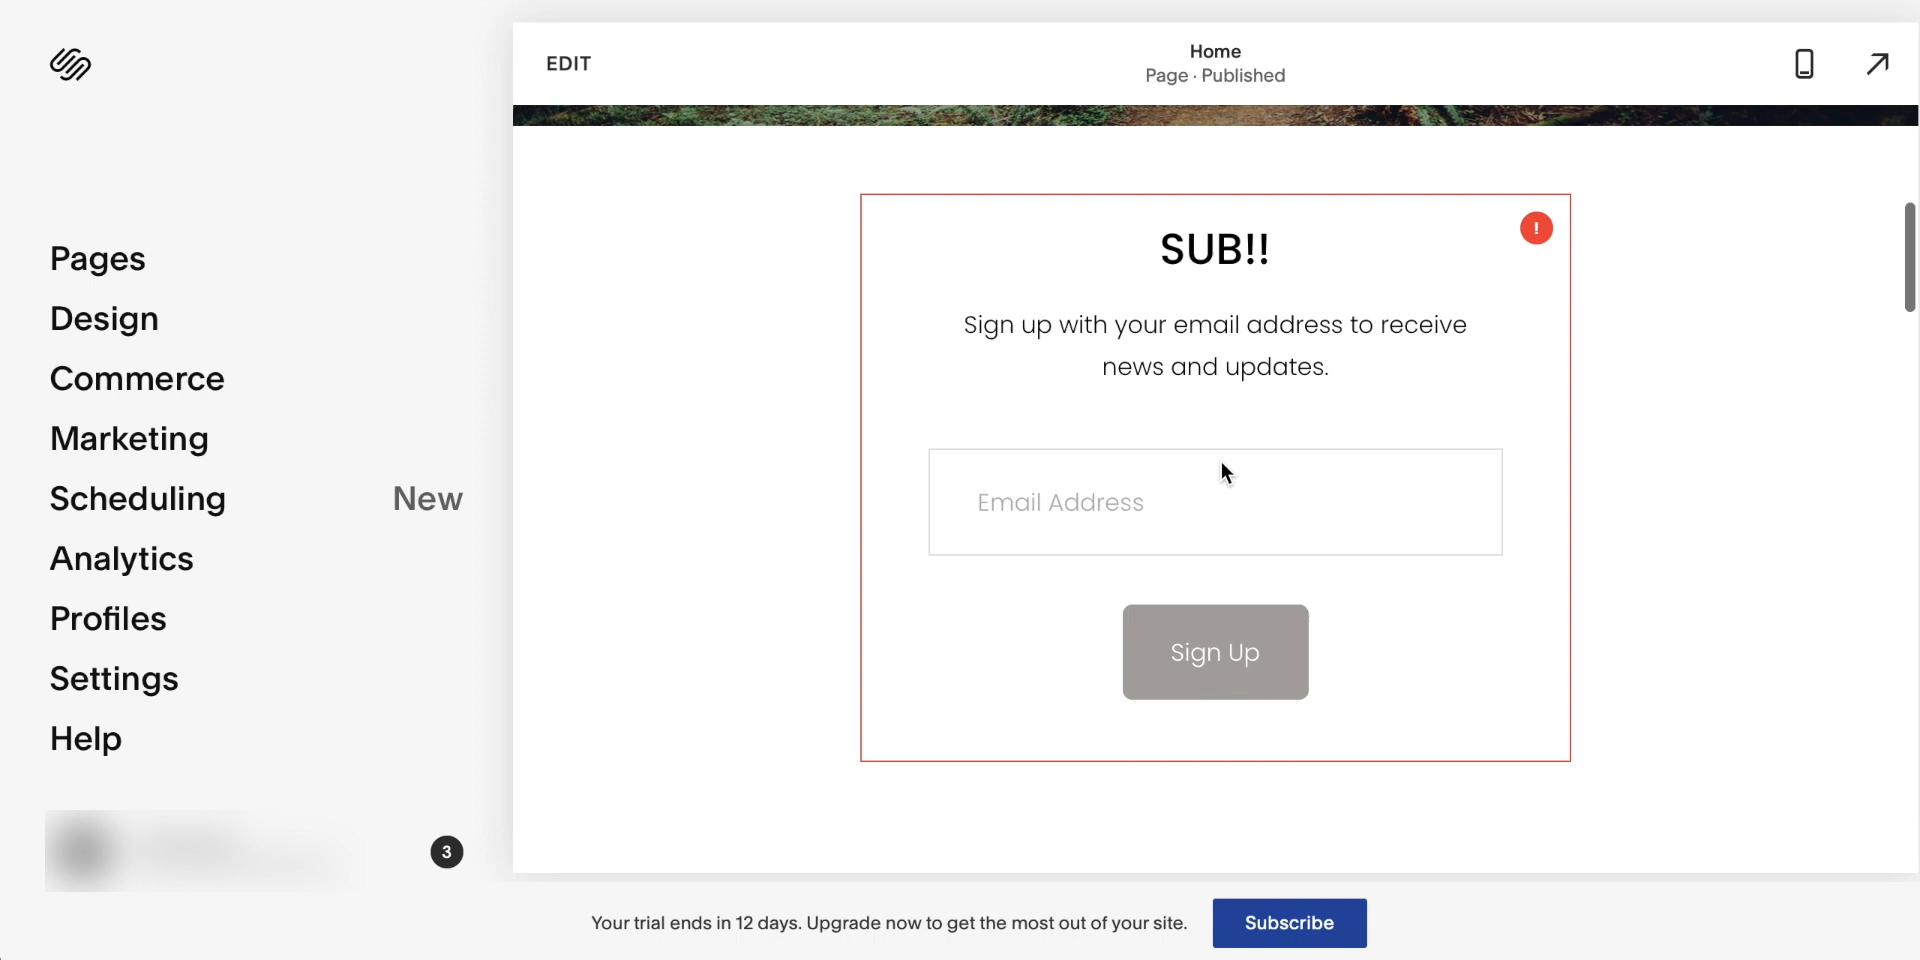 EDIT
Home
Page · Published
Pages
Design
Commerce
Marketing
Scheduling New
Analytics
Profiles
Settings
Help
3
SUB!!
!
Sign up with your email address to receive
news and updates.
Email Address
Sign Up
Your trial ends in 12 days. Upgrade now to get the most out of your site.
Subscribe